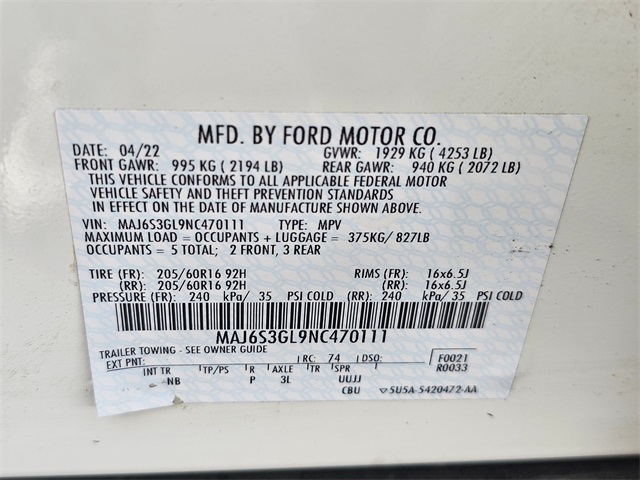 MFD. BY FORD MOTOR CO.
DATE: 04/22 GVWR: 1929 KG ( 4253 LB)
FRONT GAWR: 995 KG ( 2194 LB) REAR GAWR: 940 KG ( 2072 LB)
THIS VEHICLE CONFORMS TO ALL APPLICABLE FEDERAL MOTOR
VEHICLE SAFETY AND THEFT PREVENTION STANDARDS
IN EFFECT ON THE DATE OF MANUFACTURE SHOWN ABOVE.
VIN: MAJ6S3GL9NC470111 TYPE: MPV
MAXIMUM LOAD = OCCUPANTS + LUGGAGE = 375KG/ 827LB
OCCUPANTS = 5 TOTAL; 2 FRONT, 3 REAR
TIRE (FR): 205/60R16 92H RIMS (FR): 16x6.5J
(RR): 205/60R16 92H (RR): 16x6.5J
PRESSURE (FR): 240 kPa/ 35 PSI COLD (RR): 240 kPa/ 35 PSI COLD
MAJ6S3GL9NC470111
TRAILER TOWING - SEE OWNER GUIDE
EXT PNT: RC: 74 DSO: F0021
R0033
INT TR TP/PS R AXLE TR SPR
NB P 3L UUJJ
CBU 5U5A-5420472-AA